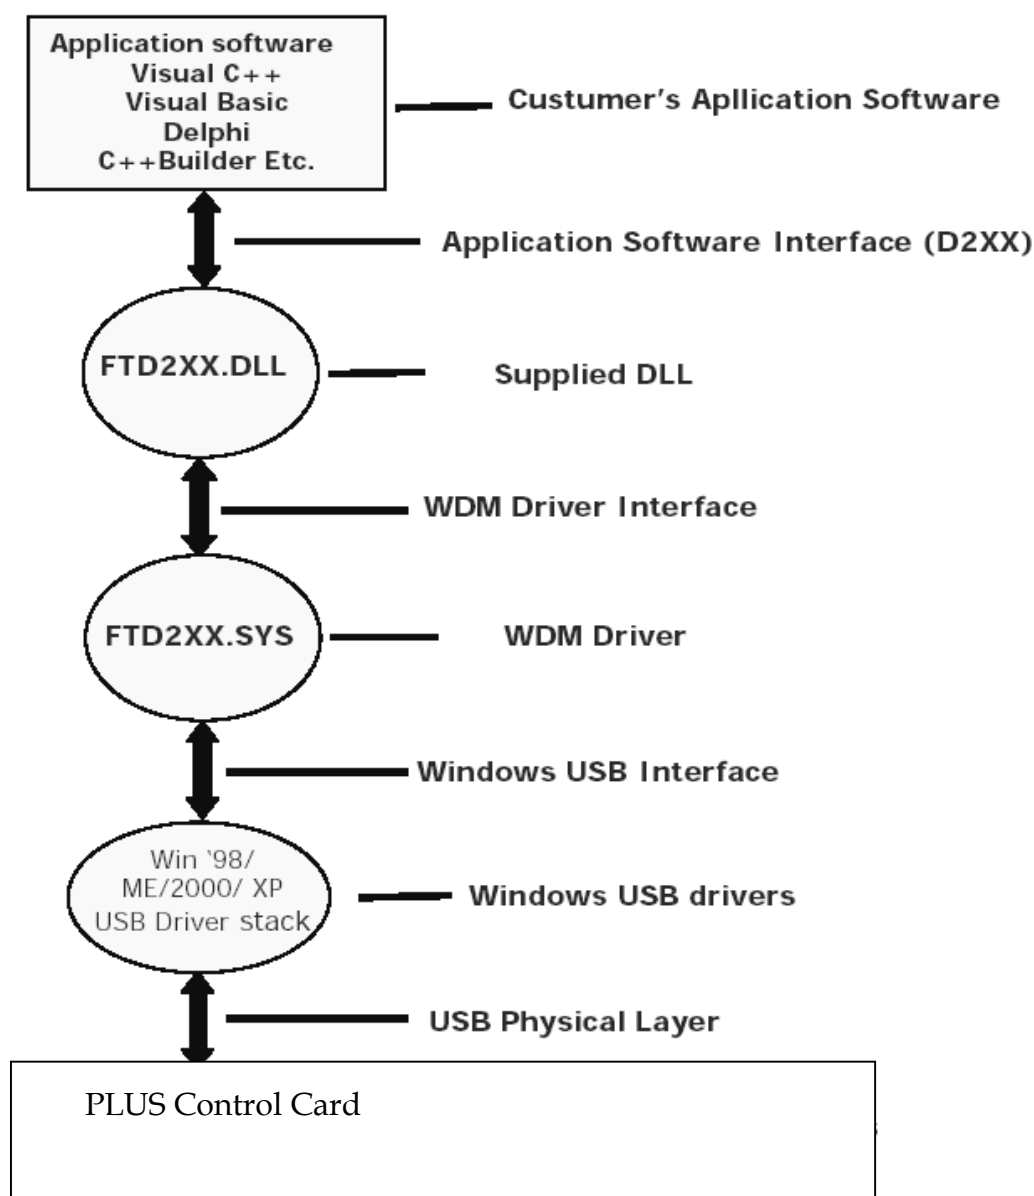 Application software
Visual C++
Visual Basic
Delphi
C++Builder Etc.
Custumer's Apllication Software
Application Software Interface (D2XX)
FTD2XX.DLL
Supplied DLL
WDM Driver Interface
FTD2XX.SYS
WDM Driver
Windows USB Interface
Win '98/
ME/2000/ XP
USB Driver stack
Windows USB drivers
USB Physical Layer
PLUS Control Card